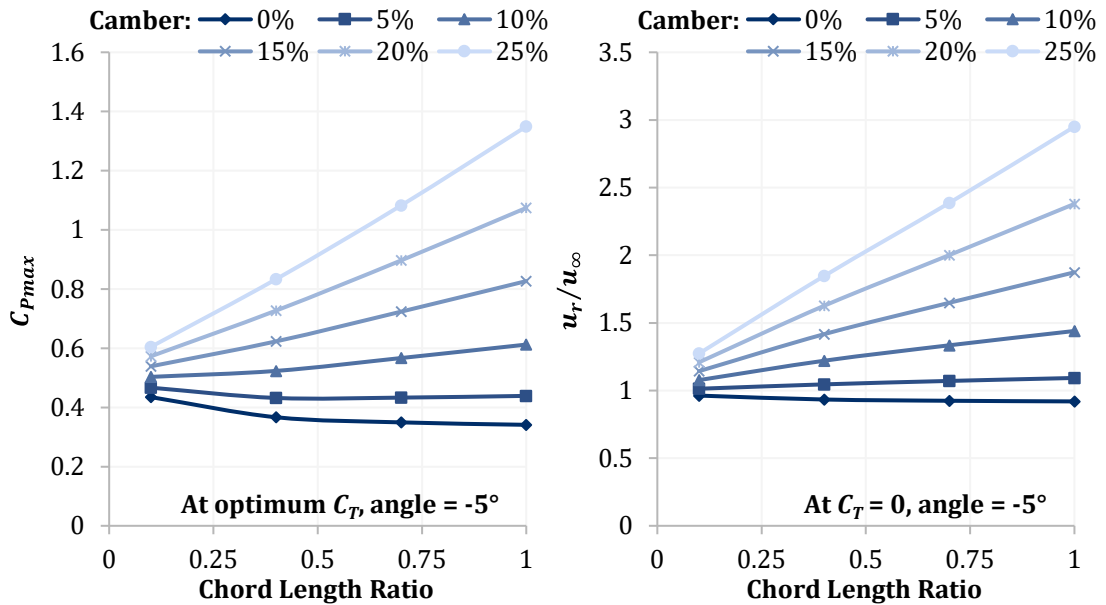 Camber: 0% 5% 10%
15% 20% 25%
1.6
1.4
1.2
1
0.8
0.6
0.4
0.2
0
C_Pmax
At optimum C_T, angle = -5°
0 0.25 0.5 0.75 1
Chord Length Ratio
Camber: 0% 5% 10%
15% 20% 25%
3.5
3
2.5
2
1.5
1
0.5
0
u_r/u_∞
At C_T = 0, angle = -5°
0 0.25 0.5 0.75 1
Chord Length Ratio